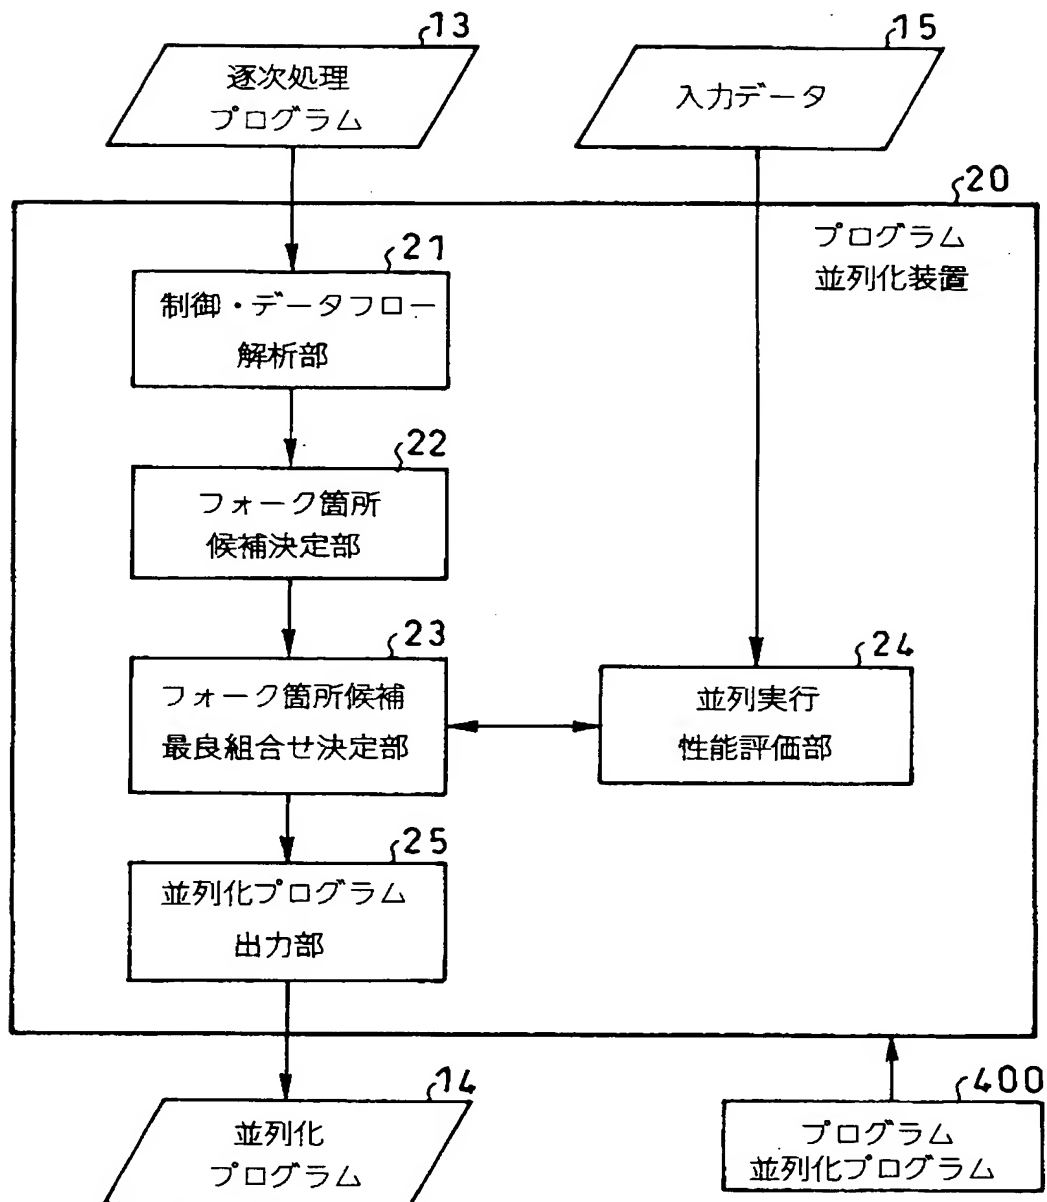 13
逐次処理
プログラム
15
入力データ
20
プログラム
並列化装置
21
制御・データフロー
解析部
22
フォーク箇所
候補決定部
23
フォーク箇所候補
最良組合せ決定部
24
並列実行
性能評価部
25
並列化プログラム
出力部
14
並列化
プログラム
400
プログラム
並列化プログラム